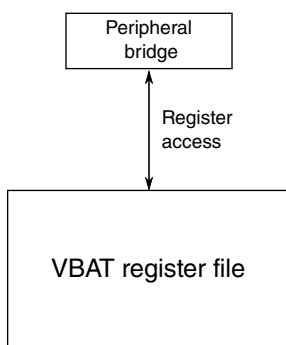 Peripheral
bridge
Register
access
VBAT register file